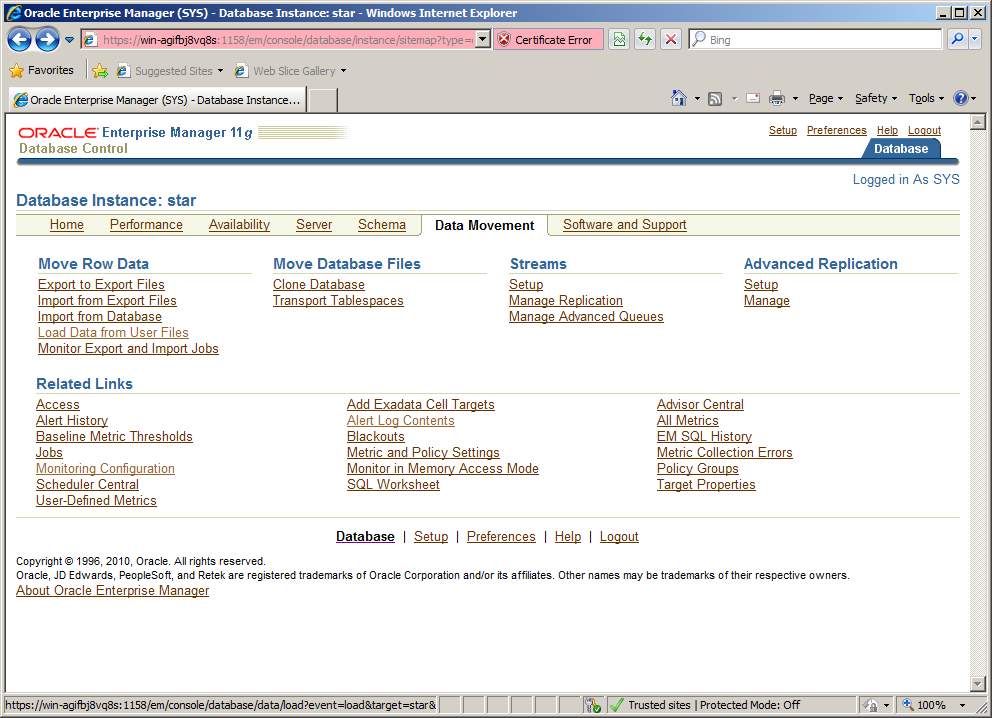 Oracle Enterprise Manager (SYS) - Database Instance: star - Windows Internet Explorer
https://win-agifbj8vq8s:1158/em/console/database/instance/sitemap?type= Certificate Error Bing
Favorites Suggested Sites Web Slice Gallery
Oracle Enterprise Manager (SYS) - Database Instance... Page Safety Tools
ORACLE Enterprise Manager 11g
Database Control
Setup Preferences Help Logout
Database
Logged in As SYS
Database Instance: star
Home Performance Availability Server Schema Data Movement Software and Support
Move Row Data
Export to Export Files
Import from Export Files
Import from Database
Load Data from User Files
Monitor Export and Import Jobs
Move Database Files
Clone Database
Transport Tablespaces
Streams
Setup
Manage Replication
Manage Advanced Queues
Advanced Replication
Setup
Manage
Related Links
Access
Alert History
Baseline Metric Thresholds
Jobs
Monitoring Configuration
Scheduler Central
User-Defined Metrics
Add Exadata Cell Targets
Alert Log Contents
Blackouts
Metric and Policy Settings
Monitor in Memory Access Mode
SQL Worksheet
Advisor Central
All Metrics
EM SQL History
Metric Collection Errors
Policy Groups
Target Properties
Database | Setup | Preferences | Help | Logout
Copyright © 1996, 2010, Oracle. All rights reserved.
Oracle, JD Edwards, PeopleSoft, and Retek are registered trademarks of Oracle Corporation and/or its affiliates. Other names may be trademarks of their respective owners.
About Oracle Enterprise Manager
https://win-agifbj8vq8s:1158/em/console/database/data/load?event=load&target=star& Trusted sites | Protected Mode: Off 100%